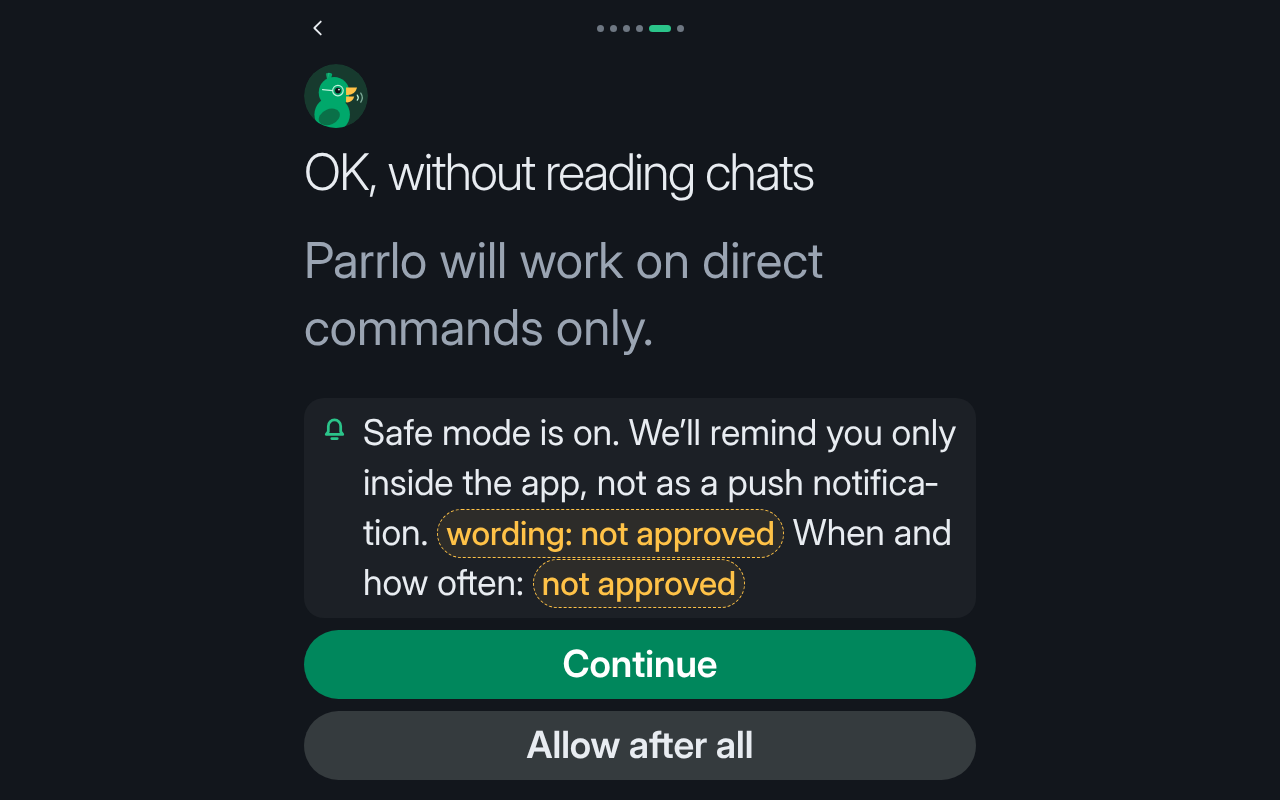 OK, without reading chats
Parrlo will work on direct
commands only.
Safe mode is on. We’ll remind you only
inside the app, not as a push notifica-
tion. wording: not approved When and
how often: not approved
Continue
Allow after all